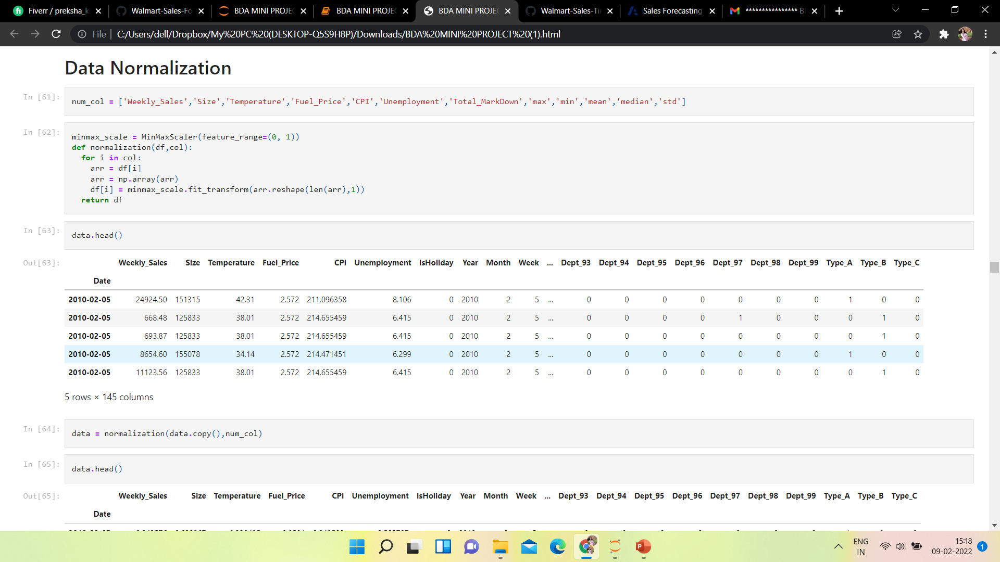 Fiverr / preksha_k
Walmart-Sales-Fo
BDA MINI PROJEC
BDA MINI PROJEC
BDA MINI PROJEC
Walmart-Sales-Tir
Sales Forecasting
**************** B
File
C:/Users/dell/Dropbox/My%20PC%20(DESKTOP-Q5S9H8P)/Downloads/BDA%20MINI%20PROJECT%20(1).html
Data Normalization
In [61]:
num_col = ['Weekly_Sales','Size','Temperature','Fuel_Price','CPI','Unemployment','Total_MarkDown','max','min','mean','median','std']
In [62]:
minmax_scale = MinMaxScaler(feature_range=(0, 1))
def normalization(df,col):
for i in col:
arr = df[i]
arr = np.array(arr)
df[i] = minmax_scale.fit_transform(arr.reshape(len(arr),1))
return df
In [63]:
data.head()
Out[63]:
Weekly_Sales Size Temperature Fuel_Price CPI Unemployment IsHoliday Year Month Week ... Dept_93 Dept_94 Dept_95 Dept_96 Dept_97 Dept_98 Dept_99 Type_A Type_B Type_C
Date
2010-02-05 24924.50 151315 42.31 2.572 211.096358 8.106 0 2010 2 5 ... 0 0 0 0 0 0 0 1 0 0
2010-02-05 668.48 125833 38.01 2.572 214.655459 6.415 0 2010 2 5 ... 0 0 0 0 1 0 0 0 1 0
2010-02-05 693.87 125833 38.01 2.572 214.655459 6.415 0 2010 2 5 ... 0 0 0 0 0 0 0 0 1 0
2010-02-05 8654.60 155078 34.14 2.572 214.471451 6.299 0 2010 2 5 ... 0 0 0 0 0 0 0 1 0 0
2010-02-05 11123.56 125833 38.01 2.572 214.655459 6.415 0 2010 2 5 ... 0 0 0 0 0 0 0 0 1 0
5 rows × 145 columns
In [64]:
data = normalization(data.copy(),num_col)
In [65]:
data.head()
Out[65]:
Weekly_Sales Size Temperature Fuel_Price CPI Unemployment IsHoliday Year Month Week ... Dept_93 Dept_94 Dept_95 Dept_96 Dept_97 Dept_98 Dept_99 Type_A Type_B Type_C
Date
ENG
IN
15:18
09-02-2022
1